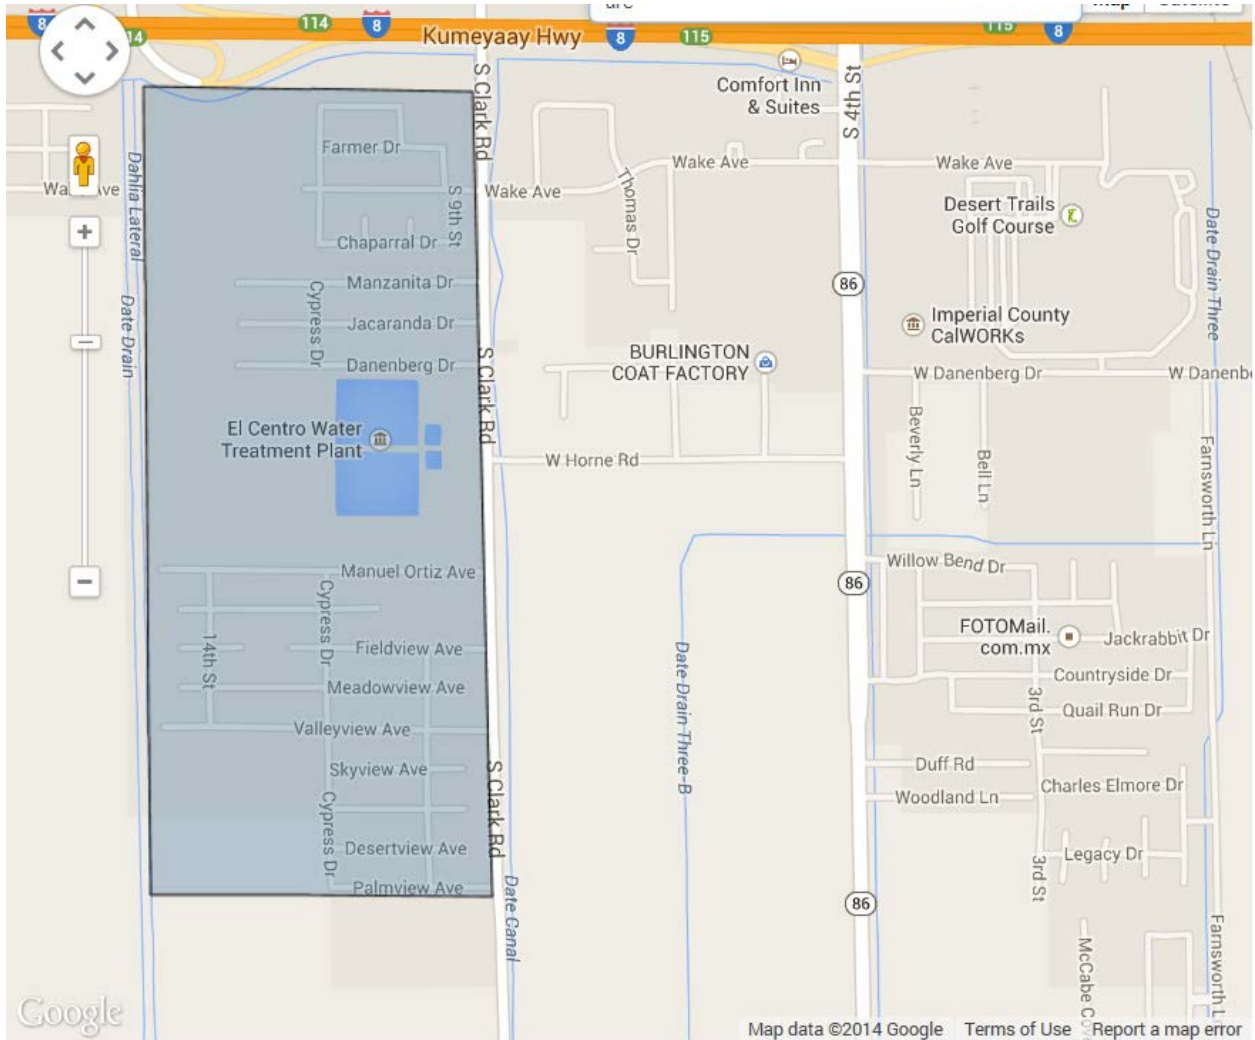 8
14
114
8
Kumeyaay Hwy
8
115
115
8
S Clark Rd
Comfort Inn
& Suites
S 4th St
Farmer Dr
Wake Ave
Wake Ave
Wake Ave
Dahlia Lateral
S 9th St
Thomas Dr
Desert Trails
Golf Course
Date Drain Three
Chaparral Dr
Manzanita Dr
86
Cypress Dr
Date Drain
Jacaranda Dr
Imperial County
CalWORKs
S Clark Rd
BURLINGTON
COAT FACTORY
Danenberg Dr
W Danenberg Dr
W Danenb
El Centro Water
Treatment Plant
Beverly Ln
Bell Ln
Farnsworth Ln
W Horne Rd
Manuel Ortiz Ave
Willow Bend Dr
86
Cypress Dr
14th St
Fieldview Ave
FOTOMail.
com.mx
Jackrabbit Dr
Date Drain Three-B
Meadowview Ave
Countryside Dr
3rd St
Quail Run Dr
Valleyview Ave
Skyview Ave
S Clark Rd
Duff Rd
Charles Elmore Dr
Woodland Ln
Cypress Dr
Desertview Ave
Legacy Dr
3rd St
Palmview Ave
Date Canal
86
Farnsworth L
McCabe Co
Google
Map data ©2014 Google
Terms of Use
Report a map error